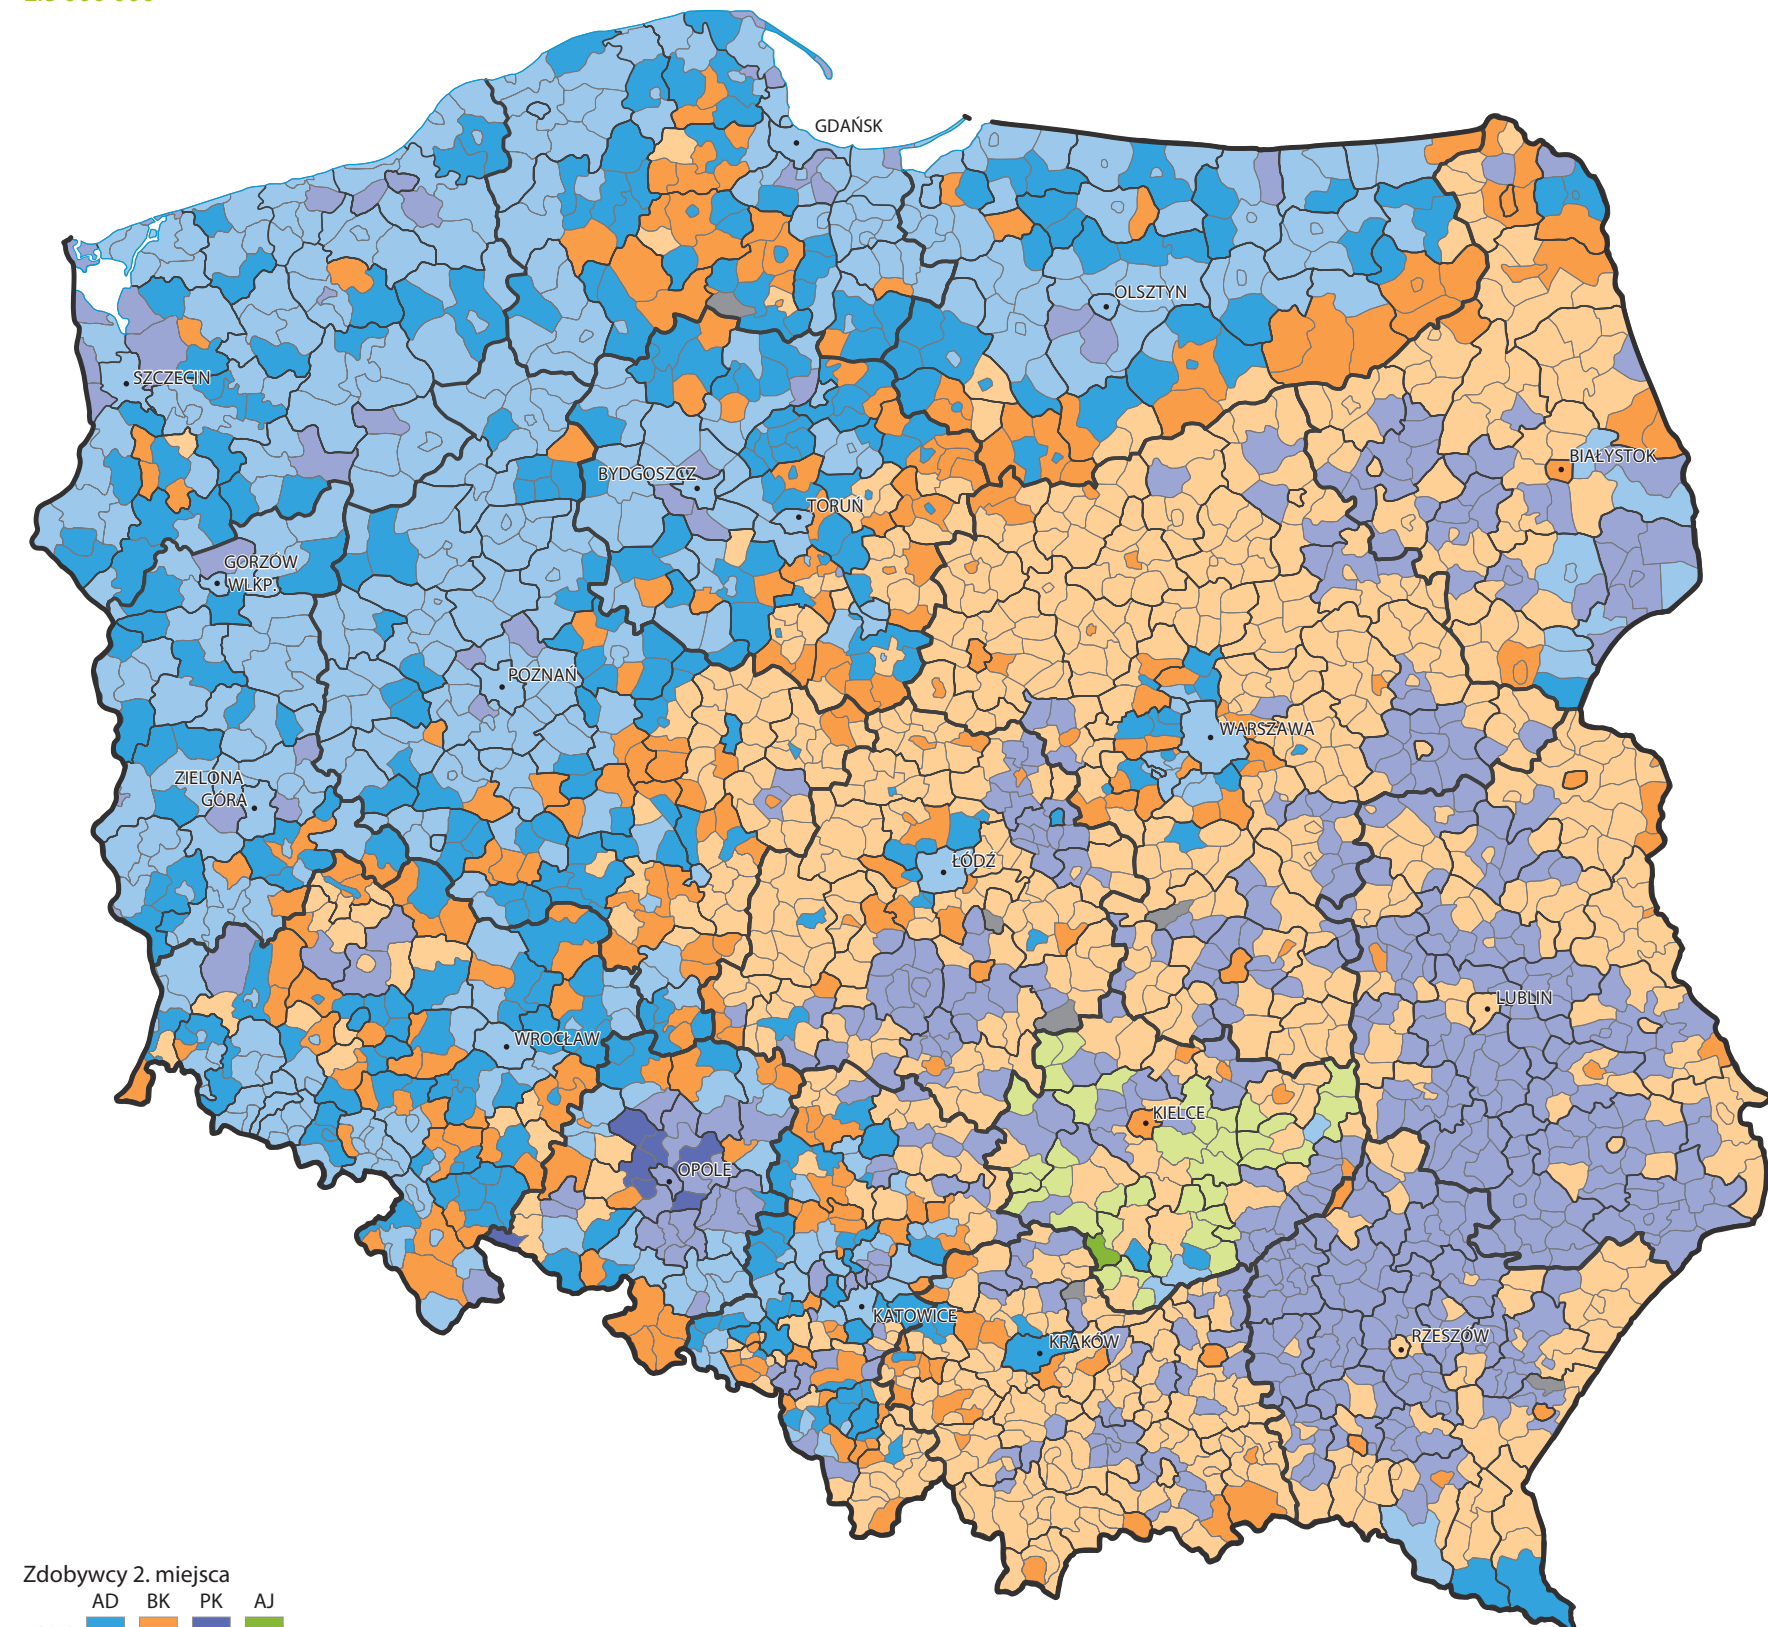 GDAŃSK
OLSZTYN
SZCZECIN
BIAŁYSTOK
BYDGOSZCZ
TORUŃ
GORZÓW
WLKP.
POZNAŃ
WARSZAWA
ZIELONA
GÓRA
ŁÓDŹ
LUBLIN
WROCŁAW
KIELCE
OPOLE
KATOWICE
KRAKÓW
RZESZÓW
Zdobywcy 2. miejsca
AD BK PK AJ